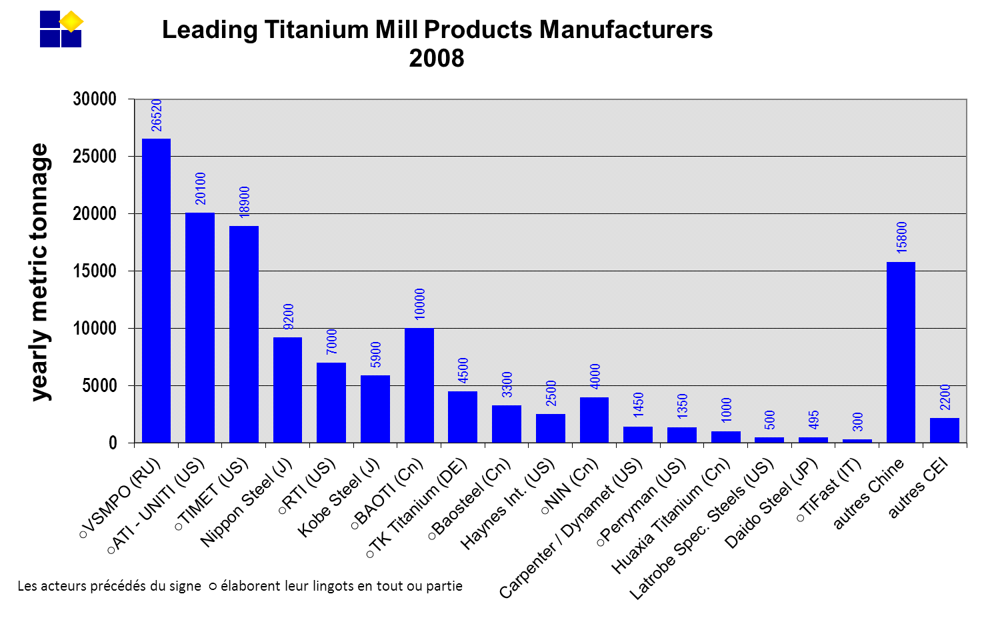 Leading Titanium Mill Products Manufacturers
2008
yearly metric tonnage
30000
25000
20000
15000
10000
5000
0
26520
20100
18900
9200
7000
5900
10000
4500
3300
2500
4000
1450
1350
1000
500
495
300
15800
2200
○VSMPO (RU)
○ATI - UNITI (US)
○TIMET (US)
Nippon Steel (J)
○RTI (US)
Kobe Steel (J)
○BAOTI (Cn)
○TK Titanium (DE)
○Baosteel (Cn)
Haynes Int. (US)
○NIN (Cn)
Carpenter / Dynamet (US)
○Perryman (US)
Huaxia Titanium (Cn)
Latrobe Spec. Steels (US)
Daido Steel (JP)
○TiFast (IT)
autres Chine
autres CEI
Les acteurs précédés du signe ○ élaborent leur lingots en tout ou partie